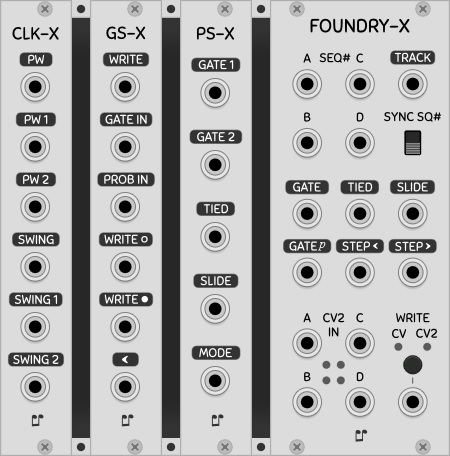 CLK-X
PW
PW 1
PW 2
SWING
SWING 1
SWING 2
GS-X
WRITE
GATE IN
PROB IN
WRITE
WRITE
PS-X
GATE 1
GATE 2
TIED
SLIDE
MODE
FOUNDRY-X
A SEQ# C TRACK
B D SYNC SQ#
GATE TIED SLIDE
GATE STEP < STEP >
A CV2 C WRITE
IN CV CV2
B D